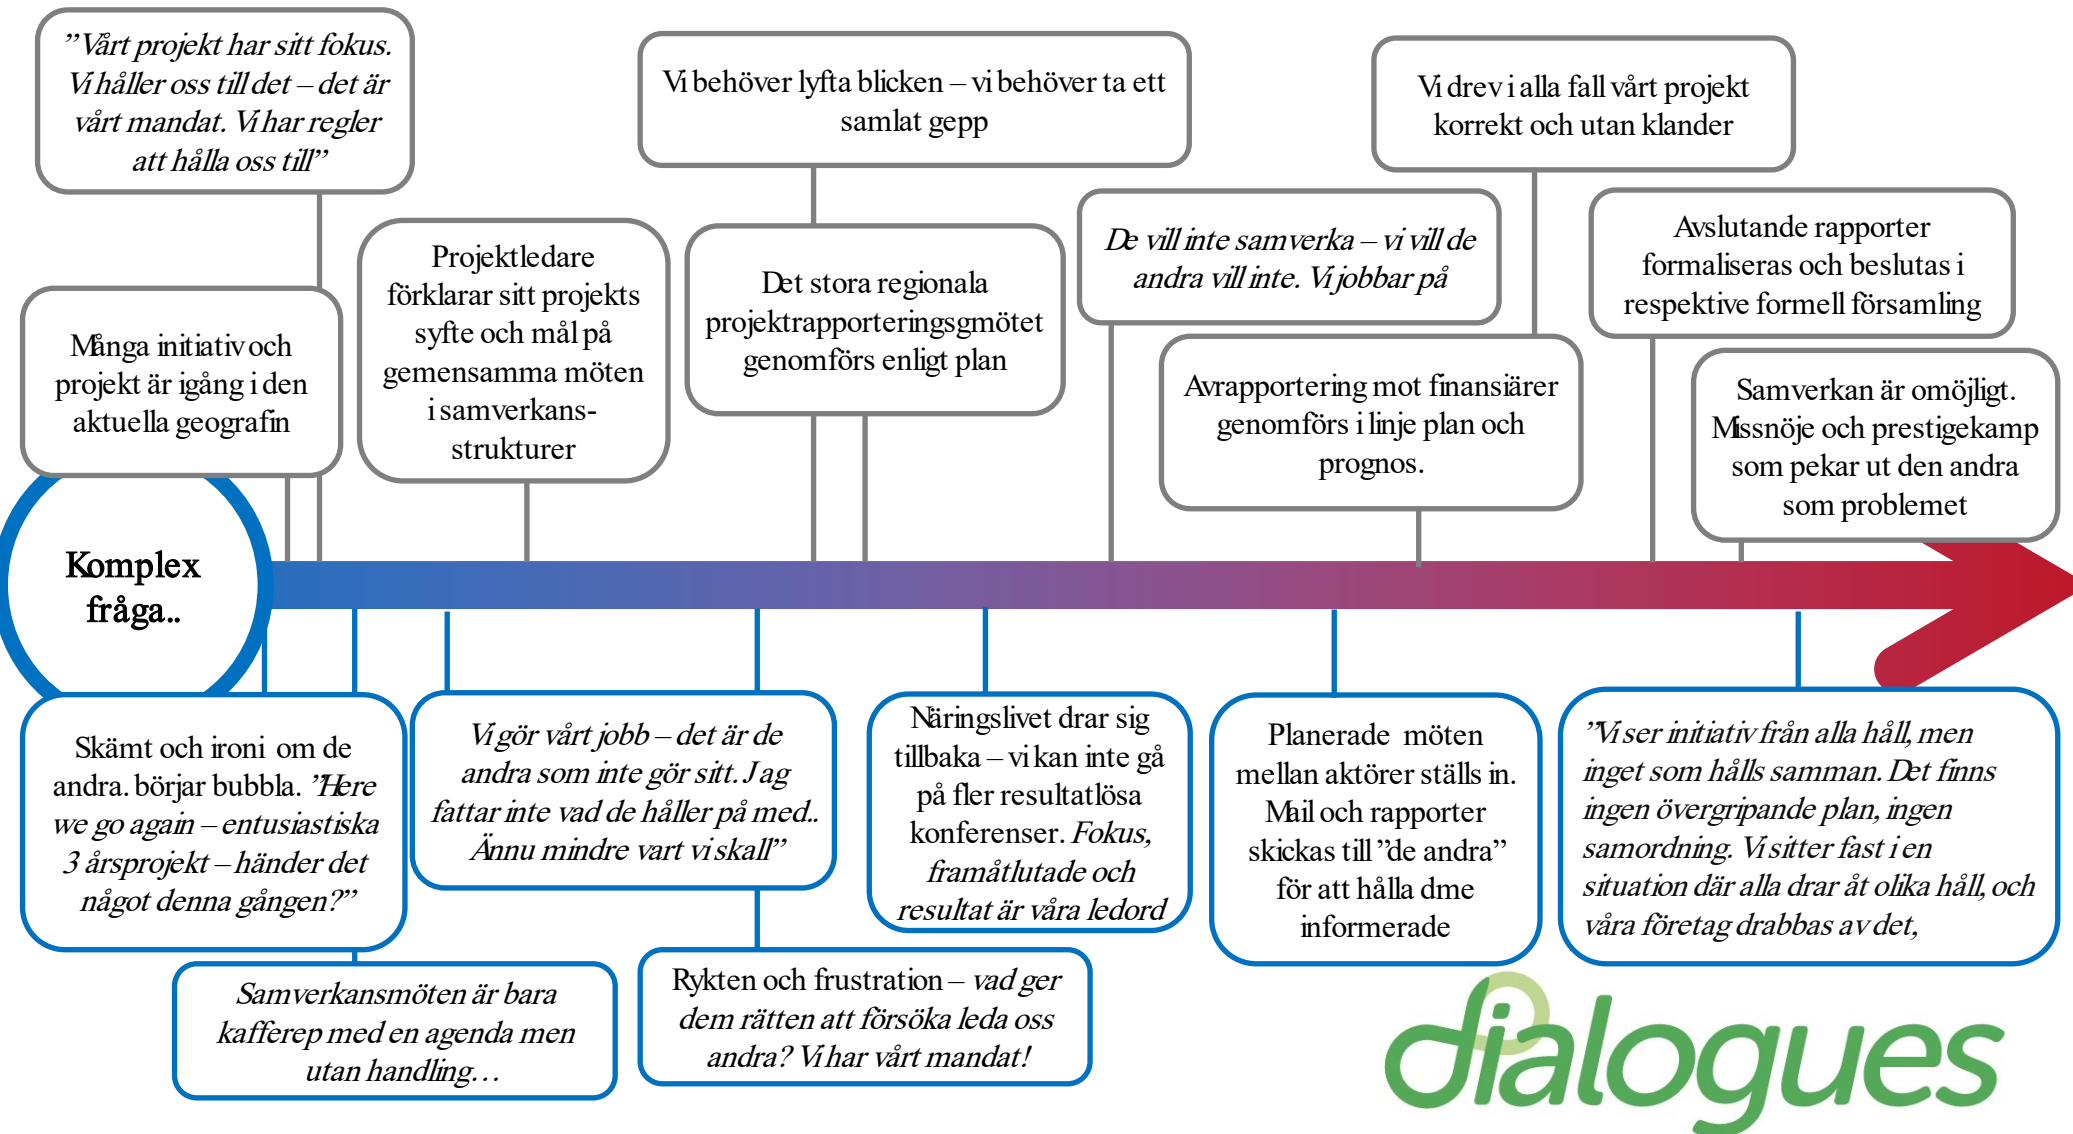 ”Vårt projekt har sitt fokus.
Vi håller oss till det – det är
vårt mandat. Vi har regler
att hålla oss till”
Vi behöver lyfta blicken – vi behöver ta ett
samlat gepp
Vi drev i alla fall vårt projekt
korrekt och utan klander
Många initiativ och
projekt är igång i den
aktuella geografin
Projektledare
förklarar sitt projekts
syfte och mål på
gemensamma möten
i samverkans-
strukturer
Det stora regionala
projektrapporteringsgmötet
genomförs enligt plan
De vill inte samverka – vi vill de
andra vill inte. Vi jobbar på
Avrapportering mot finansiärer
genomförs i linje plan och
prognos.
Avslutande rapporter
formaliseras och beslutas i
respektive formell församling
Samverkan är omöjligt.
Missnöje och prestigekamp
som pekar ut den andra
som problemet
Komplex
fråga..
Skämt och ironi om de
andra. börjar bubbla. ”Here
we go again – entusiastiska
3 årsprojekt – händer det
något denna gången?”
Samverkansmöten är bara
kafferep med en agenda men
utan handling…
Vi gör vårt jobb – det är de
andra som inte gör sitt. Jag
fattar inte vad de håller på med..
Ännu mindre vart vi skall”
Rykten och frustration – vad ger
dem rätten att försöka leda oss
andra? Vi har vårt mandat!
Näringslivet drar sig
tillbaka – vi kan inte gå
på fler resultatlösa
konferenser. Fokus,
framåtlutade och
resultat är våra ledord
Planerade möten
mellan aktörer ställs in.
Mail och rapporter
skickas till ”de andra”
för att hålla dme
informerade
”Vi ser initiativ från alla håll, men
inget som hålls samman. Det finns
ingen övergripande plan, ingen
samordning. Vi sitter fast i en
situation där alla drar åt olika håll, och
våra företag drabbas av det,
dialogues